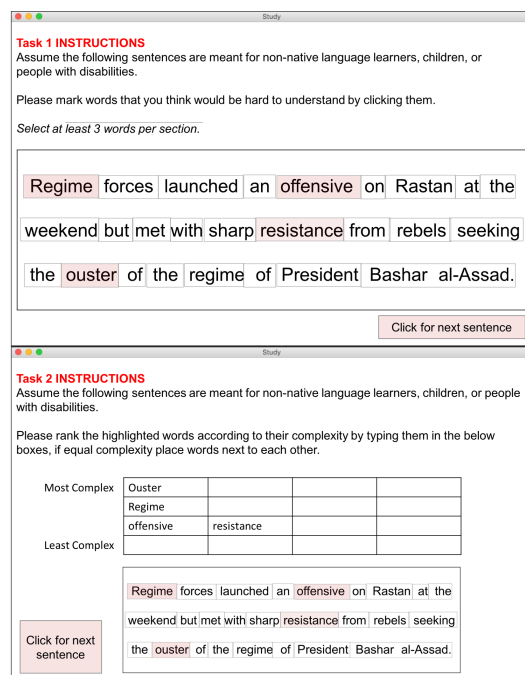 Study
Task 1 INSTRUCTIONS
Assume the following sentences are meant for non-native language learners, children, or
people with disabilities.
Please mark words that you think would be hard to understand by clicking them.
Select at least 3 words per section.
Regime forces launched an offensive on Rastan at the
weekend but met with sharp resistance from rebels seeking
the ouster of the regime of President Bashar al-Assad.
Click for next sentence
Study
Task 2 INSTRUCTIONS
Assume the following sentences are meant for non-native language learners, children, or people
with disabilities.
Please rank the highlighted words according to their complexity by typing them in the below
boxes, if equal complexity place words next to each other.
Most Complex Ouster
Regime
offensive resistance
Least Complex
Regime forces launched an offensive on Rastan at the
weekend but met with sharp resistance from rebels seeking
the ouster of the regime of President Bashar al-Assad.
Click for next
sentence